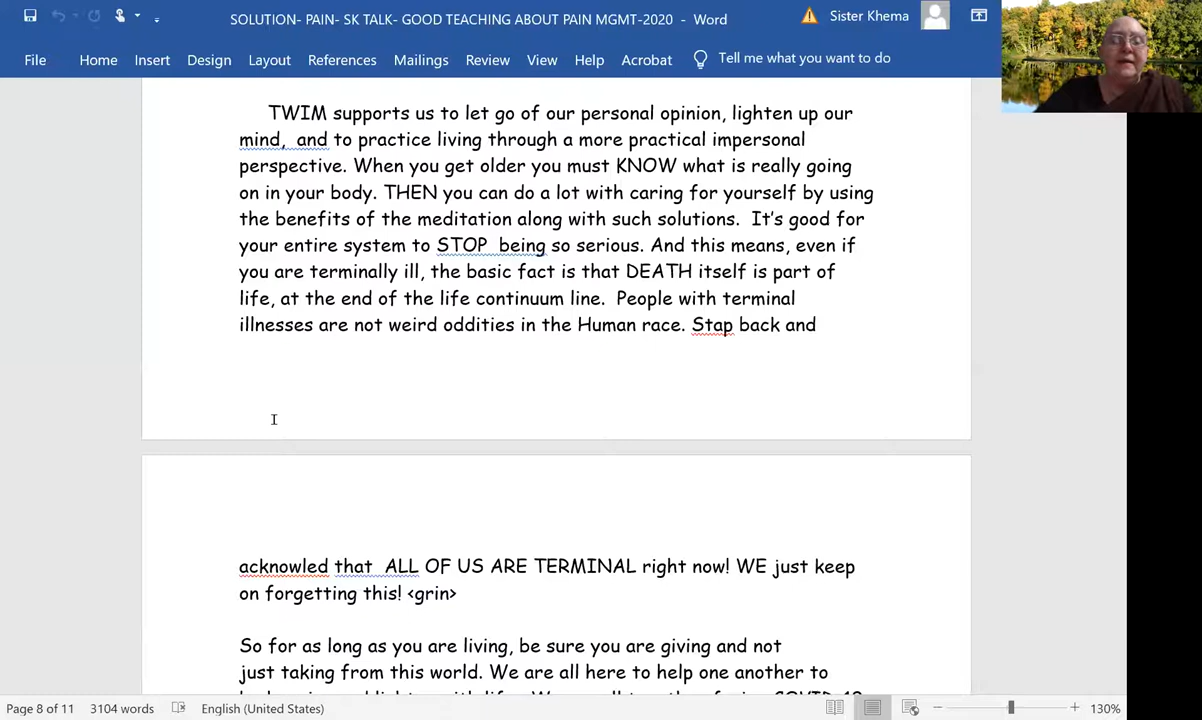 SOLUTION- PAIN- SK TALK- GOOD TEACHING ABOUT PAIN MGMT-2020 - Word
Sister Khema
File Home Insert Design Layout References Mailings Review View Help Acrobat Tell me what you want to do
TWIM supports us to let go of our personal opinion, lighten up our
mind,  and to practice living through a more practical impersonal
perspective. When you get older you must KNOW what is really going
on in your body. THEN you can do a lot with caring for yourself by using
the benefits of the meditation along with such solutions.  It's good for
your entire system to STOP  being so serious. And this means, even if
you are terminally ill, the basic fact is that DEATH itself is part of
life, at the end of the life continuum line.  People with terminal
illnesses are not weird oddities in the Human race. Stap back and
acknowled that  ALL OF US ARE TERMINAL right now! WE just keep
on forgetting this! <grin>
So for as long as you are living, be sure you are giving and not
just taking from this world. We are all here to help one another to
Page 8 of 11 3104 words English (United States) 130%